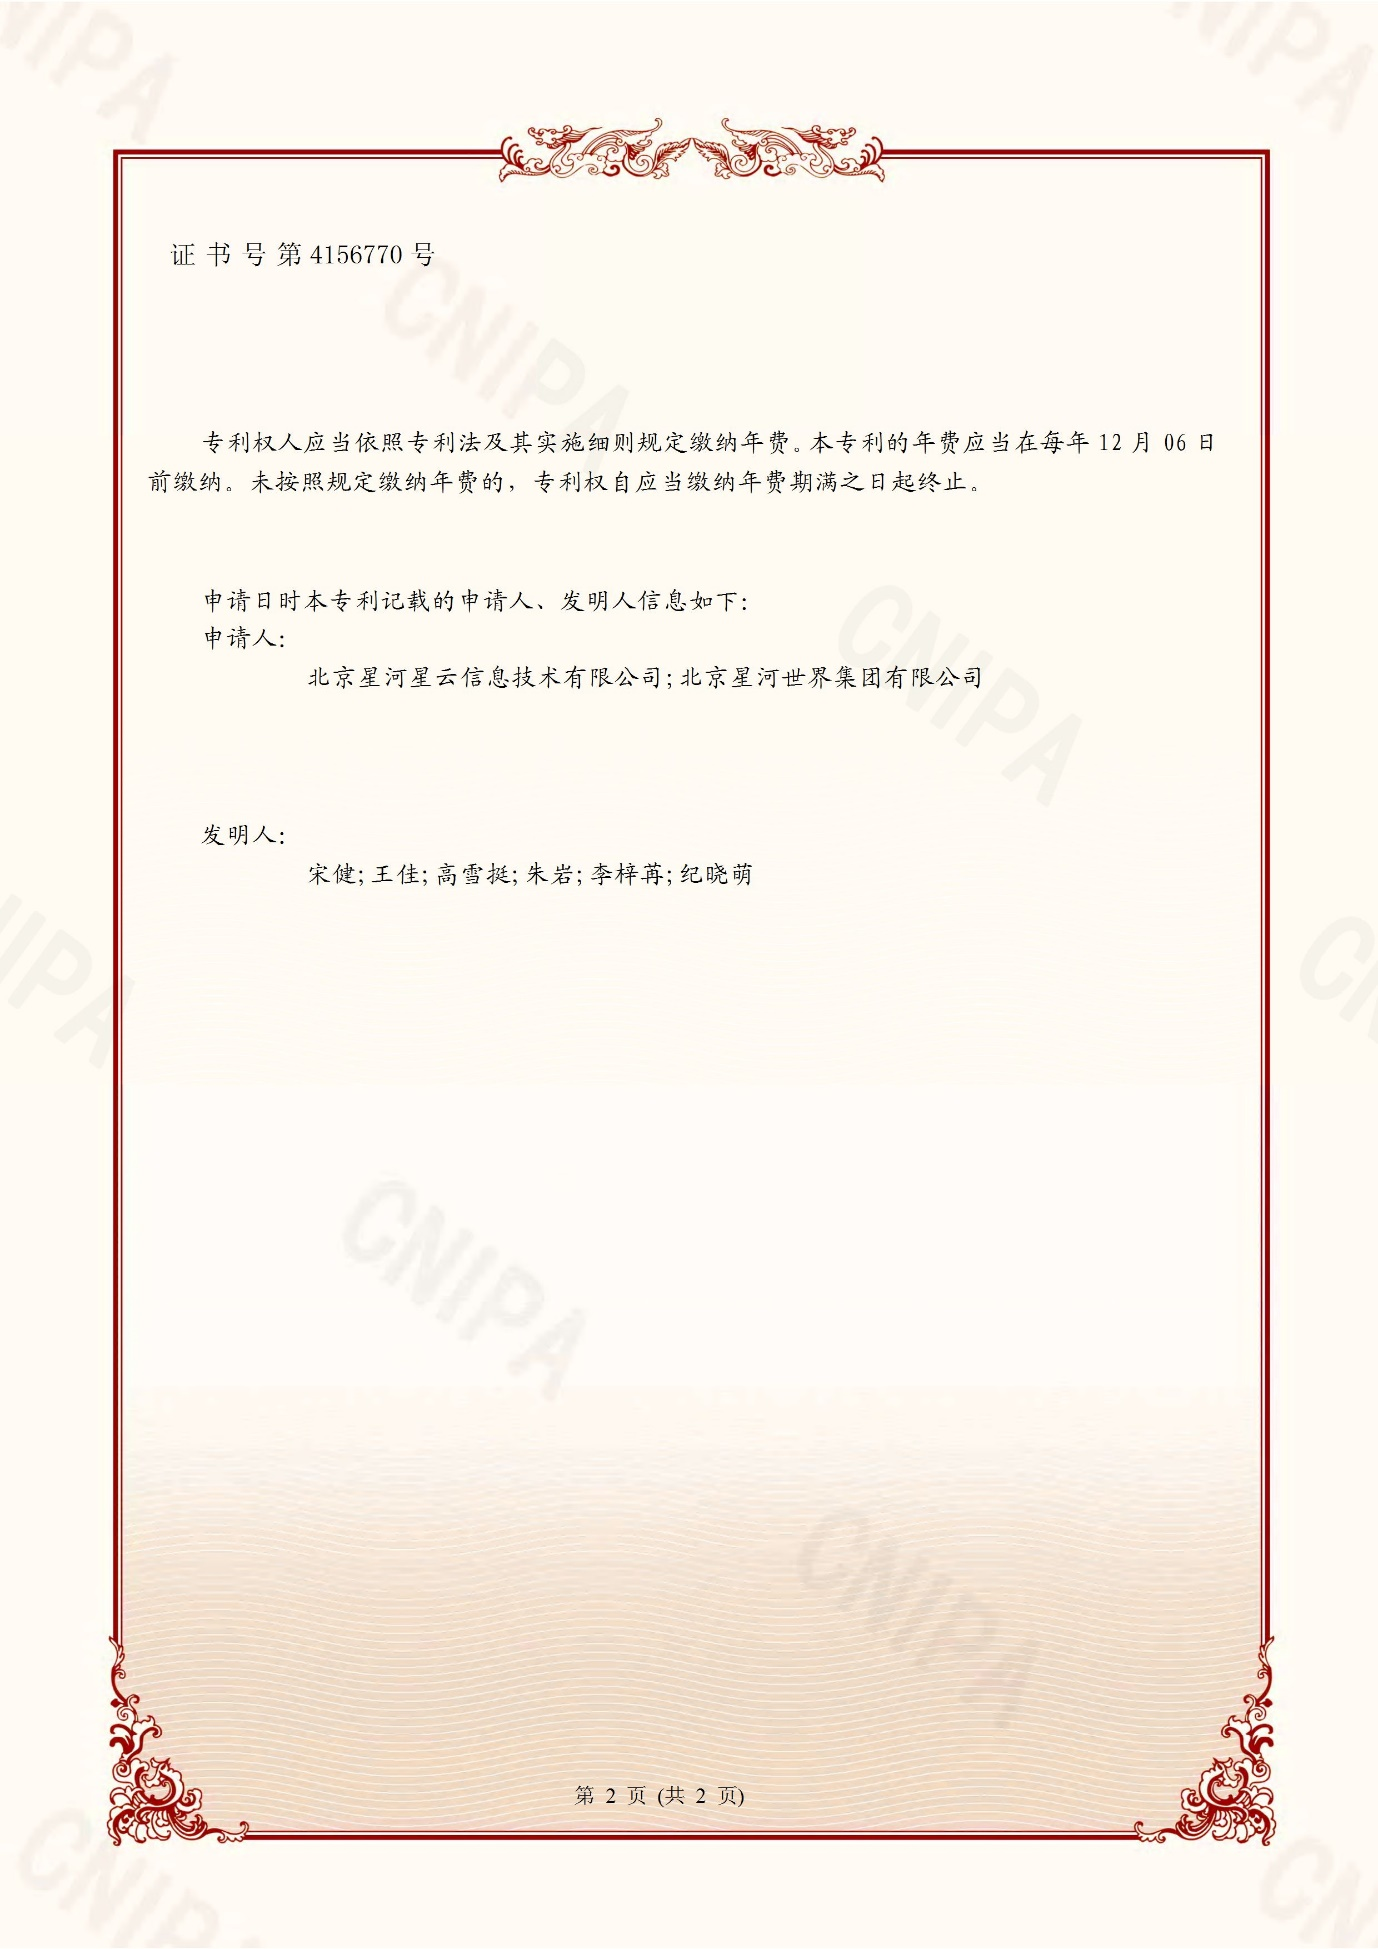 证书号第4156770号
专利权人应当依照专利法及其实施细则规定缴纳年费。本专利的年费应当在每年12月06日
前缴纳。未按照规定缴纳年费的，专利权自应当缴纳年费期满之日起终止。
申请日时本专利记载的申请人、发明人信息如下：
申请人：
北京星河星云信息技术有限公司;北京星河世界集团有限公司
发明人：
宋健;王佳;高雪挺;朱岩;李梓苒;纪晓萌
第 2 页 (共 2 页)
CNIPA
CNIPA
CNIPA
CNIPA